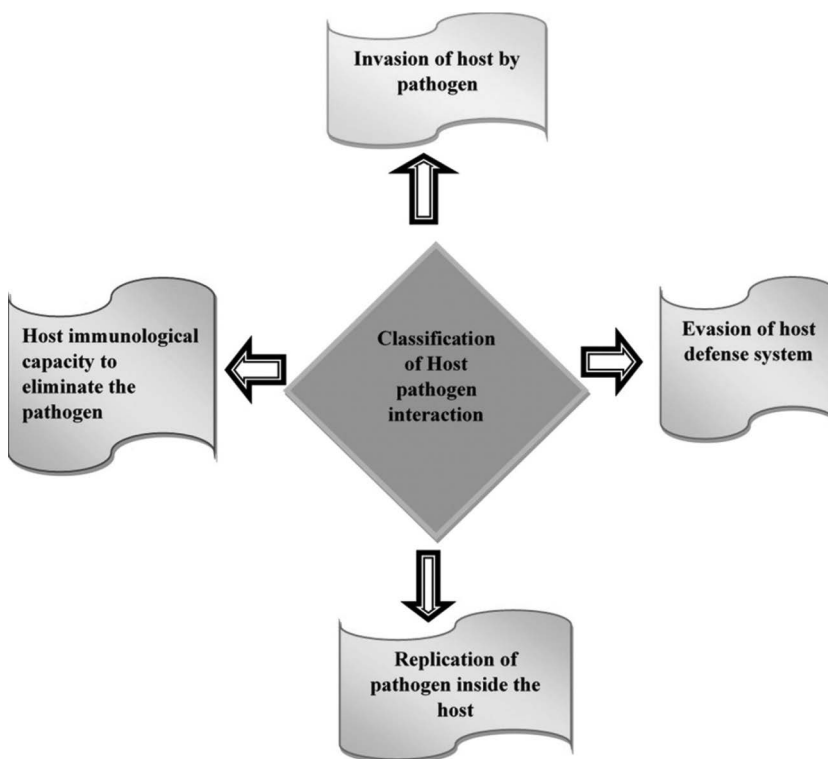 Invasion of host by
pathogen
Host immunological
capacity to
eliminate the
pathogen
Classification
of Host
pathogen
interaction
Evasion of host
defense system
Replication of
pathogen inside the
host